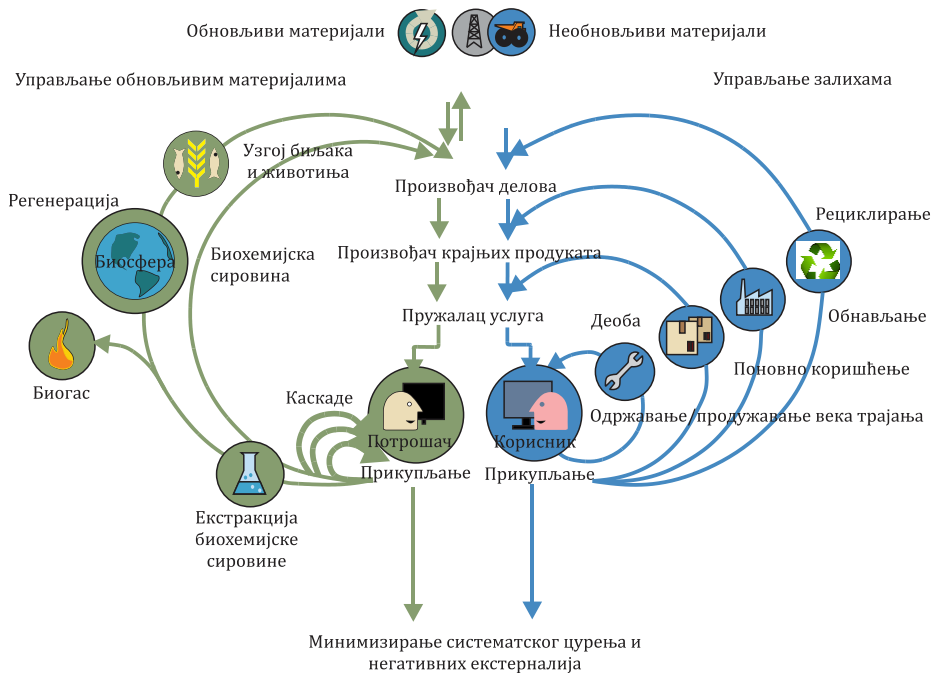 Обновљиви материјали
Необновљиви материјали
Управљање обновљивим материјалима
Управљање залихама
Узгој биљака
и животиња
Произвођач делова
Регенерација
Рециклирање
Биосфера
Биохемијска
сировина
Произвођач крајњих продуката
Пружалац услуга
Деоба
Обнављање
Биогас
Поновно коришћење
Каскаде
Одржавање/продужавање века трајања
Потрошач
Корисник
Прикупљање
Прикупљање
Екстракција
биохемијске
сировине
Минимизирање систематског цурења и
негативних екстерналија